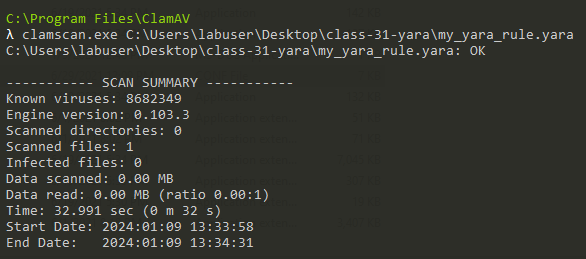 C:\Program Files\ClamAV
λ clamscan.exe C:\Users\labuser\Desktop\class-31-yara\my_yara_rule.yara
C:\Users\labuser\Desktop\class-31-yara\my_yara_rule.yara: OK

----------- SCAN SUMMARY -----------
Known viruses: 8682349
Engine version: 0.103.3
Scanned directories: 0
Scanned files: 1
Infected files: 0
Data scanned: 0.00 MB
Data read: 0.00 MB (ratio 0.00:1)
Time: 32.991 sec (0 m 32 s)
Start Date: 2024:01:09 13:33:58
End Date:   2024:01:09 13:34:31